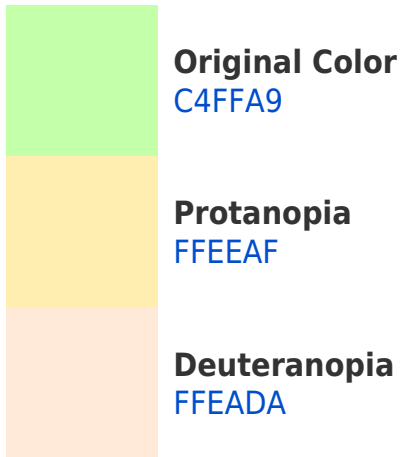 Original Color
C4FFA9
Protanopia
FFEEAF
Deuteranopia
FFEADA